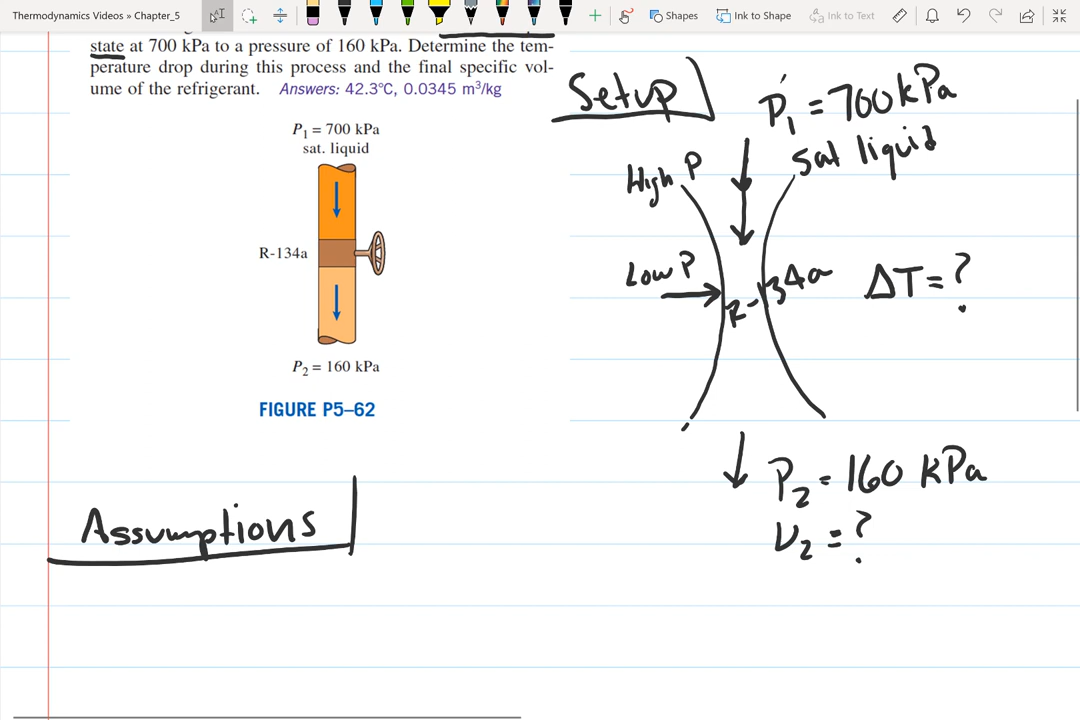 Thermodynamics Videos » Chapter_5
Shapes
Ink to Shape
Ink to Text
state at 700 kPa to a pressure of 160 kPa. Determine the tem-
perature drop during this process and the final specific vol-
ume of the refrigerant. Answers: 42.3°C, 0.0345 m³/kg
P₁ = 700 kPa
sat. liquid
R-134a
P₂ = 160 kPa
FIGURE P5–62
Setup
P₁ = 700 kPa
Sat liquid
High P
Low P
R-134a
ΔT = ?
P₂ = 160 kPa
ν₂ = ?
Assumptions